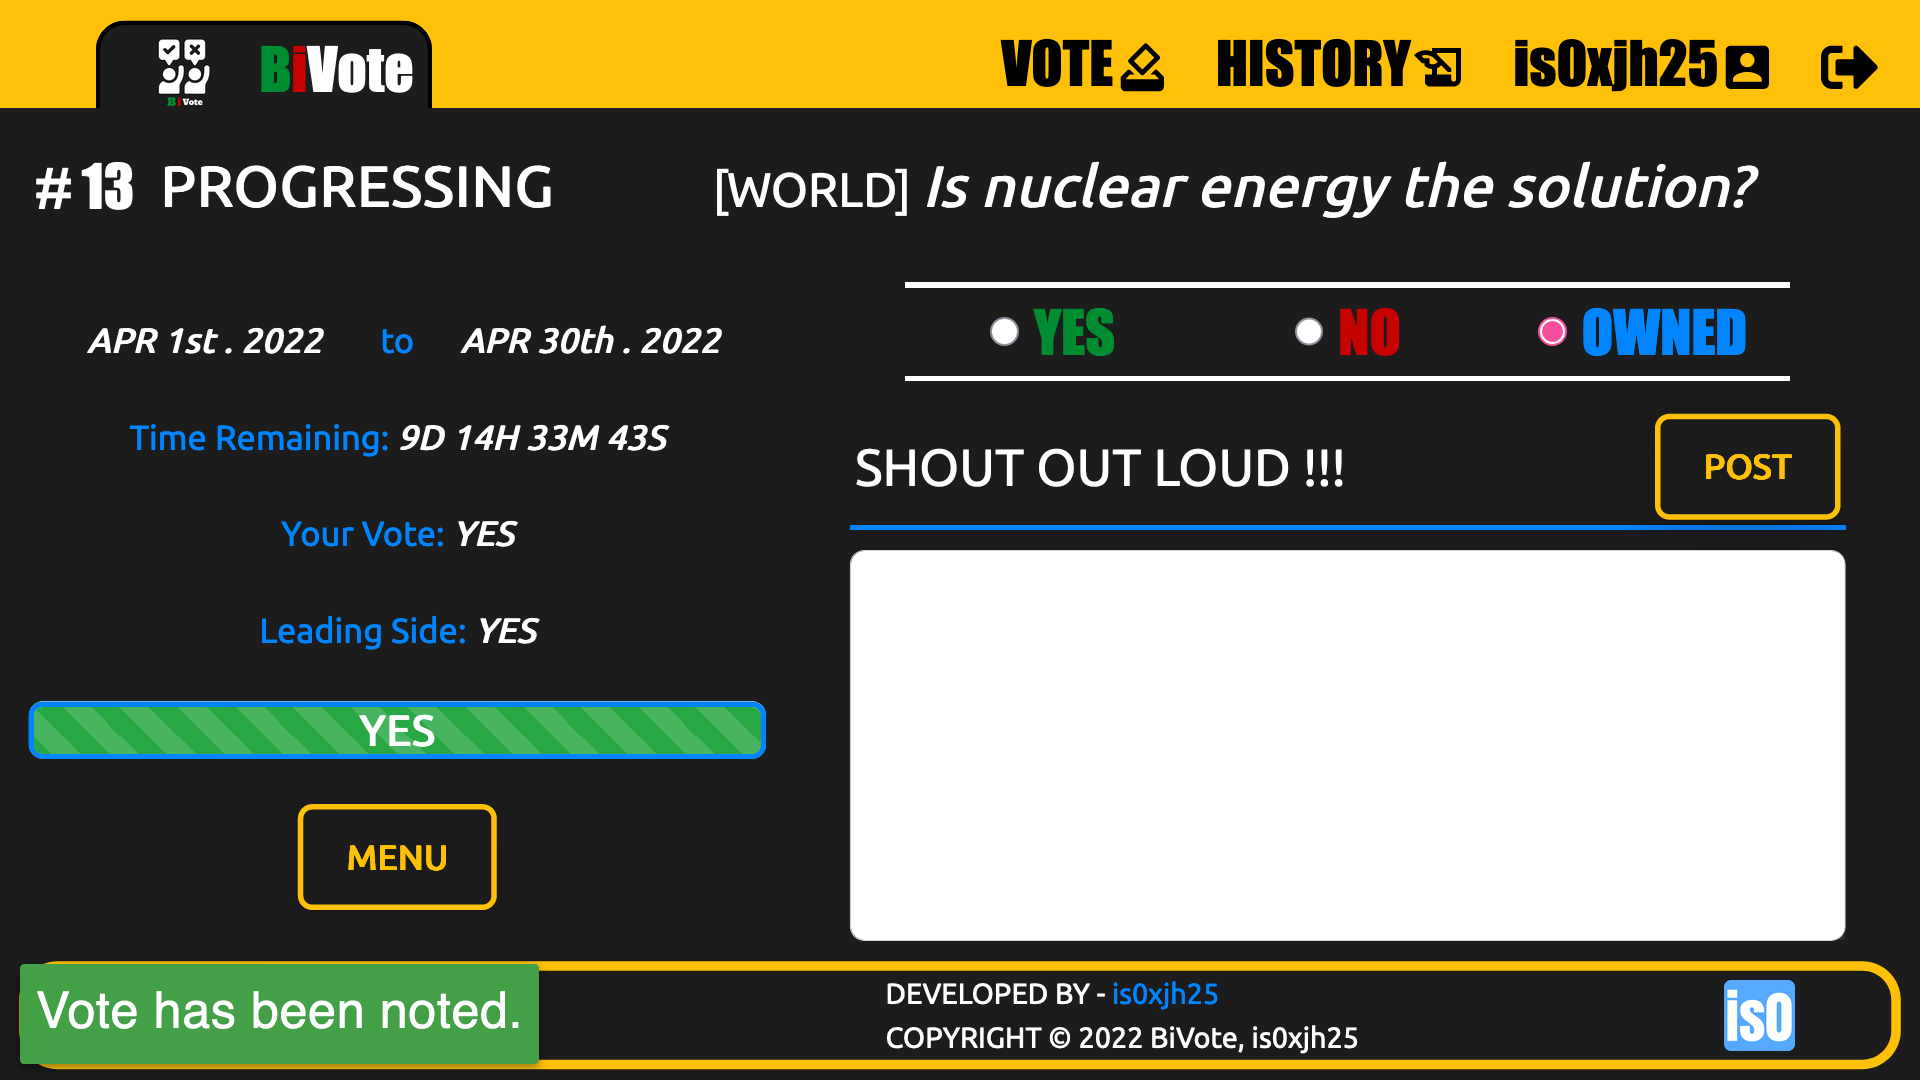 BiVote
BiVote
VOTE
HISTORY
is0xjh25
#13 PROGRESSING
[WORLD] Is nuclear energy the solution?
APR 1st . 2022 to APR 30th . 2022
YES
NO
OWNED
Time Remaining: 9D 14H 33M 43S
SHOUT OUT LOUD !!!
POST
Your Vote: YES
Leading Side: YES
YES
MENU
Vote has been noted.
DEVELOPED BY - is0xjh25
COPYRIGHT © 2022 BiVote, is0xjh25
is0